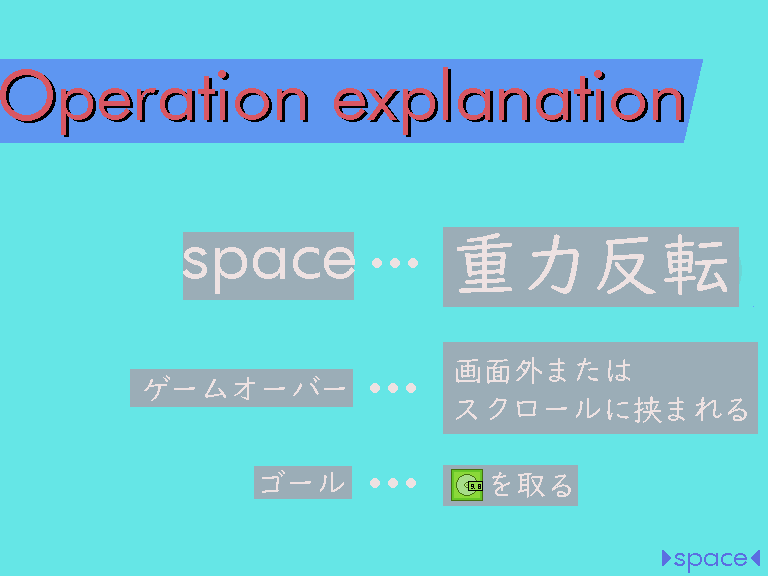 Operation explanation
space ••• 重力反転
ゲームオーバー ••• 画面外または
スクロールに挟まれる
ゴール ••• を取る
space